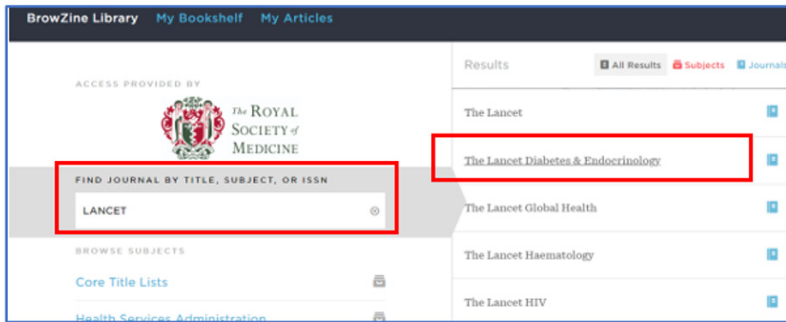 BrowZine Library My Bookshelf My Articles
ACCESS PROVIDED BY
The ROYAL
SOCIETY of
MEDICINE
FIND JOURNAL BY TITLE, SUBJECT, OR ISSN
LANCET
BROWSE SUBJECTS
Core Title Lists
Health Services Administration
Results All Results Subjects Journals
The Lancet
The Lancet Diabetes & Endocrinology
The Lancet Global Health
The Lancet Haematology
The Lancet HIV